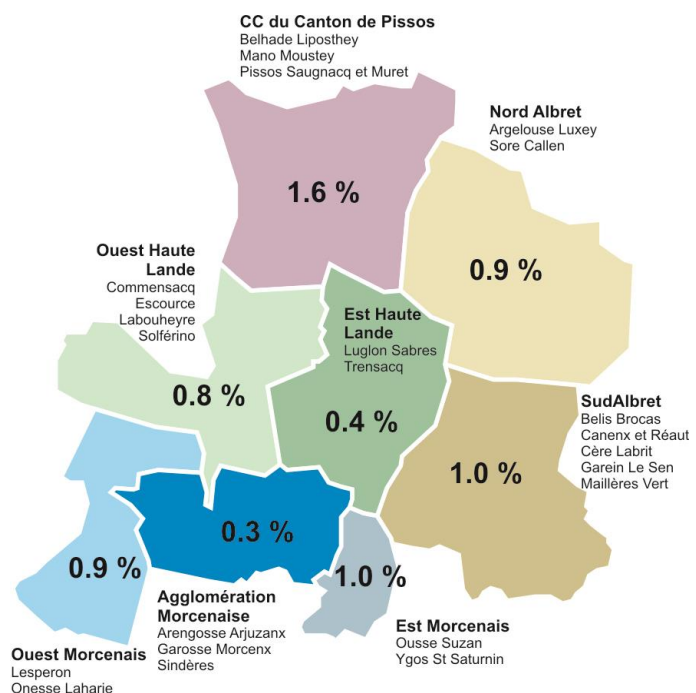 CC du Canton de Pissos
Belhade Liposthey
Mano Moustey
Pissos Saugnacq et Muret
1.6 %
Nord Albret
Argelouse Luxey
Sore Callen
0.9 %
Ouest Haute
Lande
Commensacq
Escource
Labouheyre
Solférino
0.8 %
Est Haute
Lande
Luglon Sabres
Trensacq
0.4 %
SudAlbret
Belis Brocas
Canenx et Réaut
Cère Labrit
Garein Le Sen
Maillères Vert
1.0 %
0.9 %
Ouest Morcenais
Lesperon
Onesse Laharie
0.3 %
Agglomération
Morcenaise
Arengosse Arjuzanx
Garosse Morcenx
Sindères
1.0 %
Est Morcenais
Ousse Suzan
Ygos St Saturnin